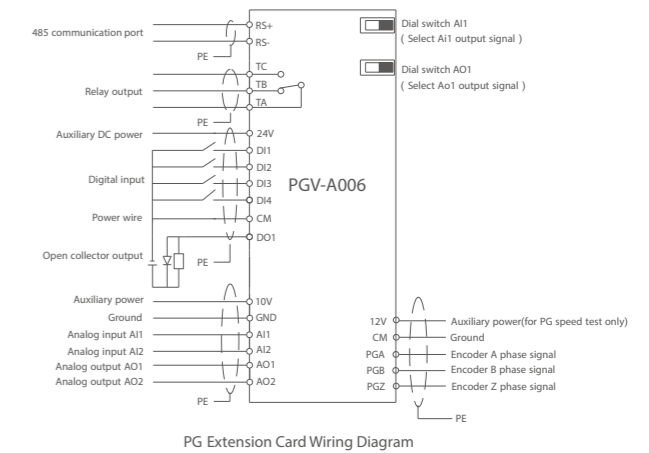 485 communication port
RS+
RS-
PE
TC
Relay output
TB
TA
PE
Auxiliary DC power
24V
DI1
DI2
Digital input
DI3
DI4
Power wire
CM
DO1
Open collector output
PE
Auxiliary power
10V
Ground
GND
Analog input AI1
AI1
Analog input AI2
AI2
Analog output AO1
AO1
Analog output AO2
AO2
PE
PGV-A006
Dial switch AI1
( Select Ai1 output signal )
Dial switch AO1
( Select Ao1 output signal )
12V
Auxiliary power(for PG speed test only)
CM
Ground
PGA
Encoder A phase signal
PGB
Encoder B phase signal
PGZ
Encoder Z phase signal
PE
PG Extension Card Wiring Diagram